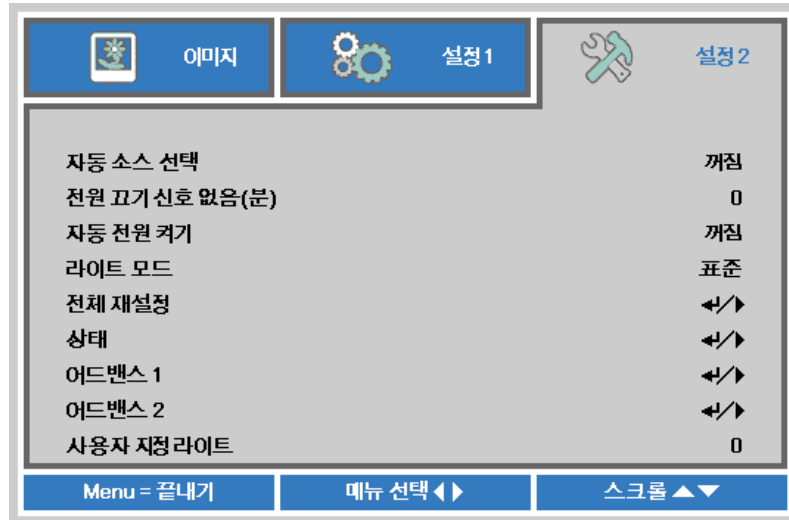 이미지 설정 1 설정 2
자동 소스 선택 꺼짐
전원 끄기 신호 없음(분) 0
자동 전원 켜기 꺼짐
라이트 모드 표준
전체 재설정 ↵/▶
상태 ↵/▶
어드밴스 1 ↵/▶
어드밴스 2 ↵/▶
사용자 지정 라이트 0
Menu = 끝내기 메뉴 선택 ◀ ▶ 스크롤 ▲▼